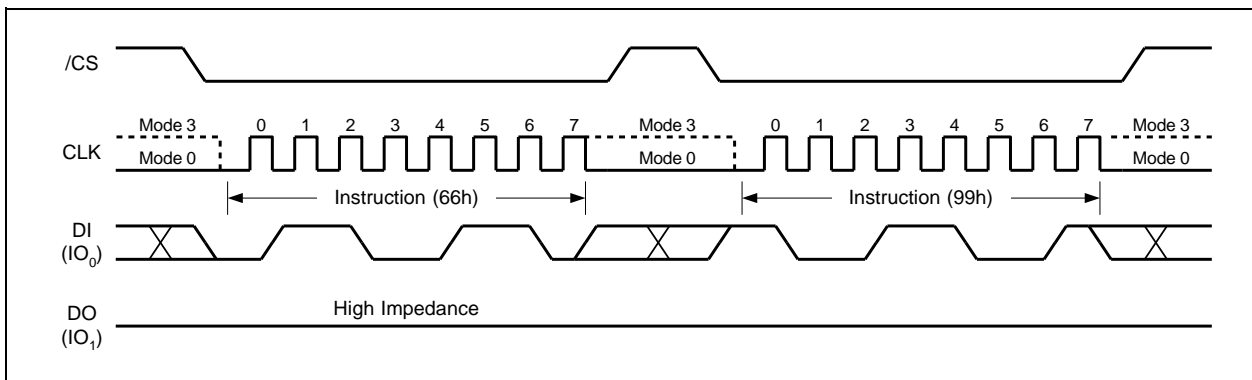 /CS
Mode 3 0 1 2 3 4 5 6 7 Mode 3 0 1 2 3 4 5 6 7 Mode 3
CLK
Mode 0 Mode 0 Mode 0
Instruction (66h) Instruction (99h)
DI
(IO₀)
High Impedance
DO
(IO₁)